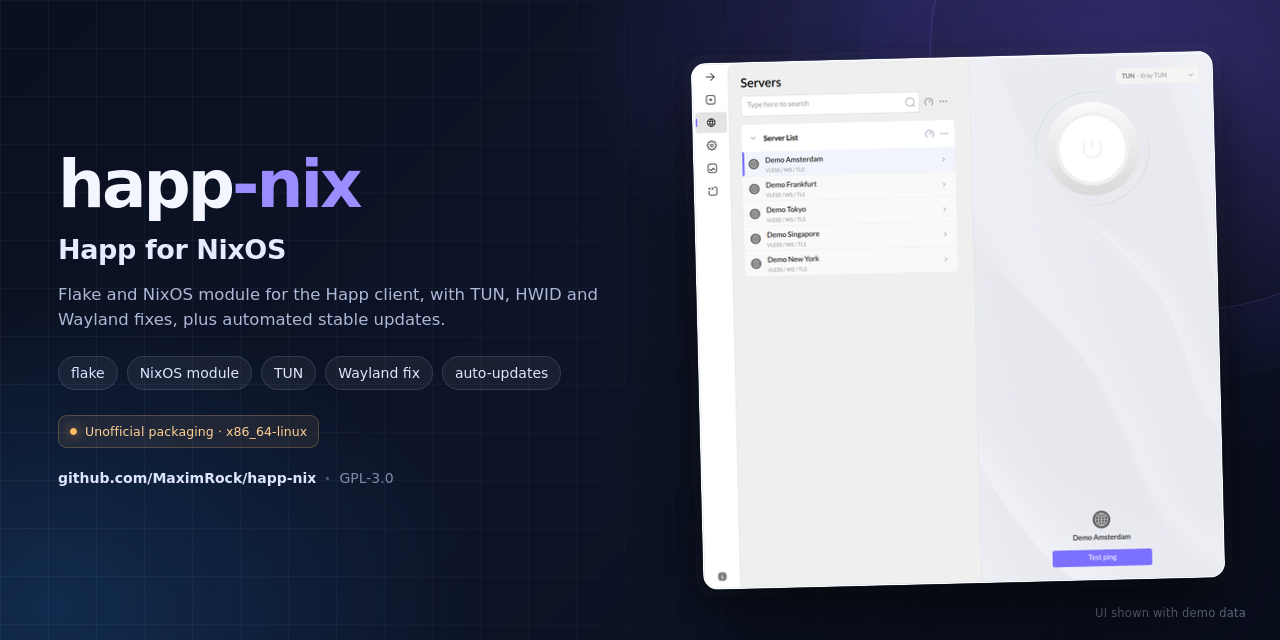 happ-nix
Happ for NixOS
Flake and NixOS module for the Happ client, with TUN, HWID and
Wayland fixes, plus automated stable updates.
flake
NixOS module
TUN
Wayland fix
auto-updates
Unofficial packaging · x86_64-linux
github.com/MaximRock/happ-nix • GPL-3.0
Servers
Type here to search
Server List
Demo Amsterdam
VLESS / WS / TLS
Demo Frankfurt
VLESS / WS / TLS
Demo Tokyo
VLESS / WS / TLS
Demo Singapore
VLESS / WS / TLS
Demo New York
VLESS / WS / TLS
TUN - Xray TUN
Demo Amsterdam
Test ping
UI shown with demo data